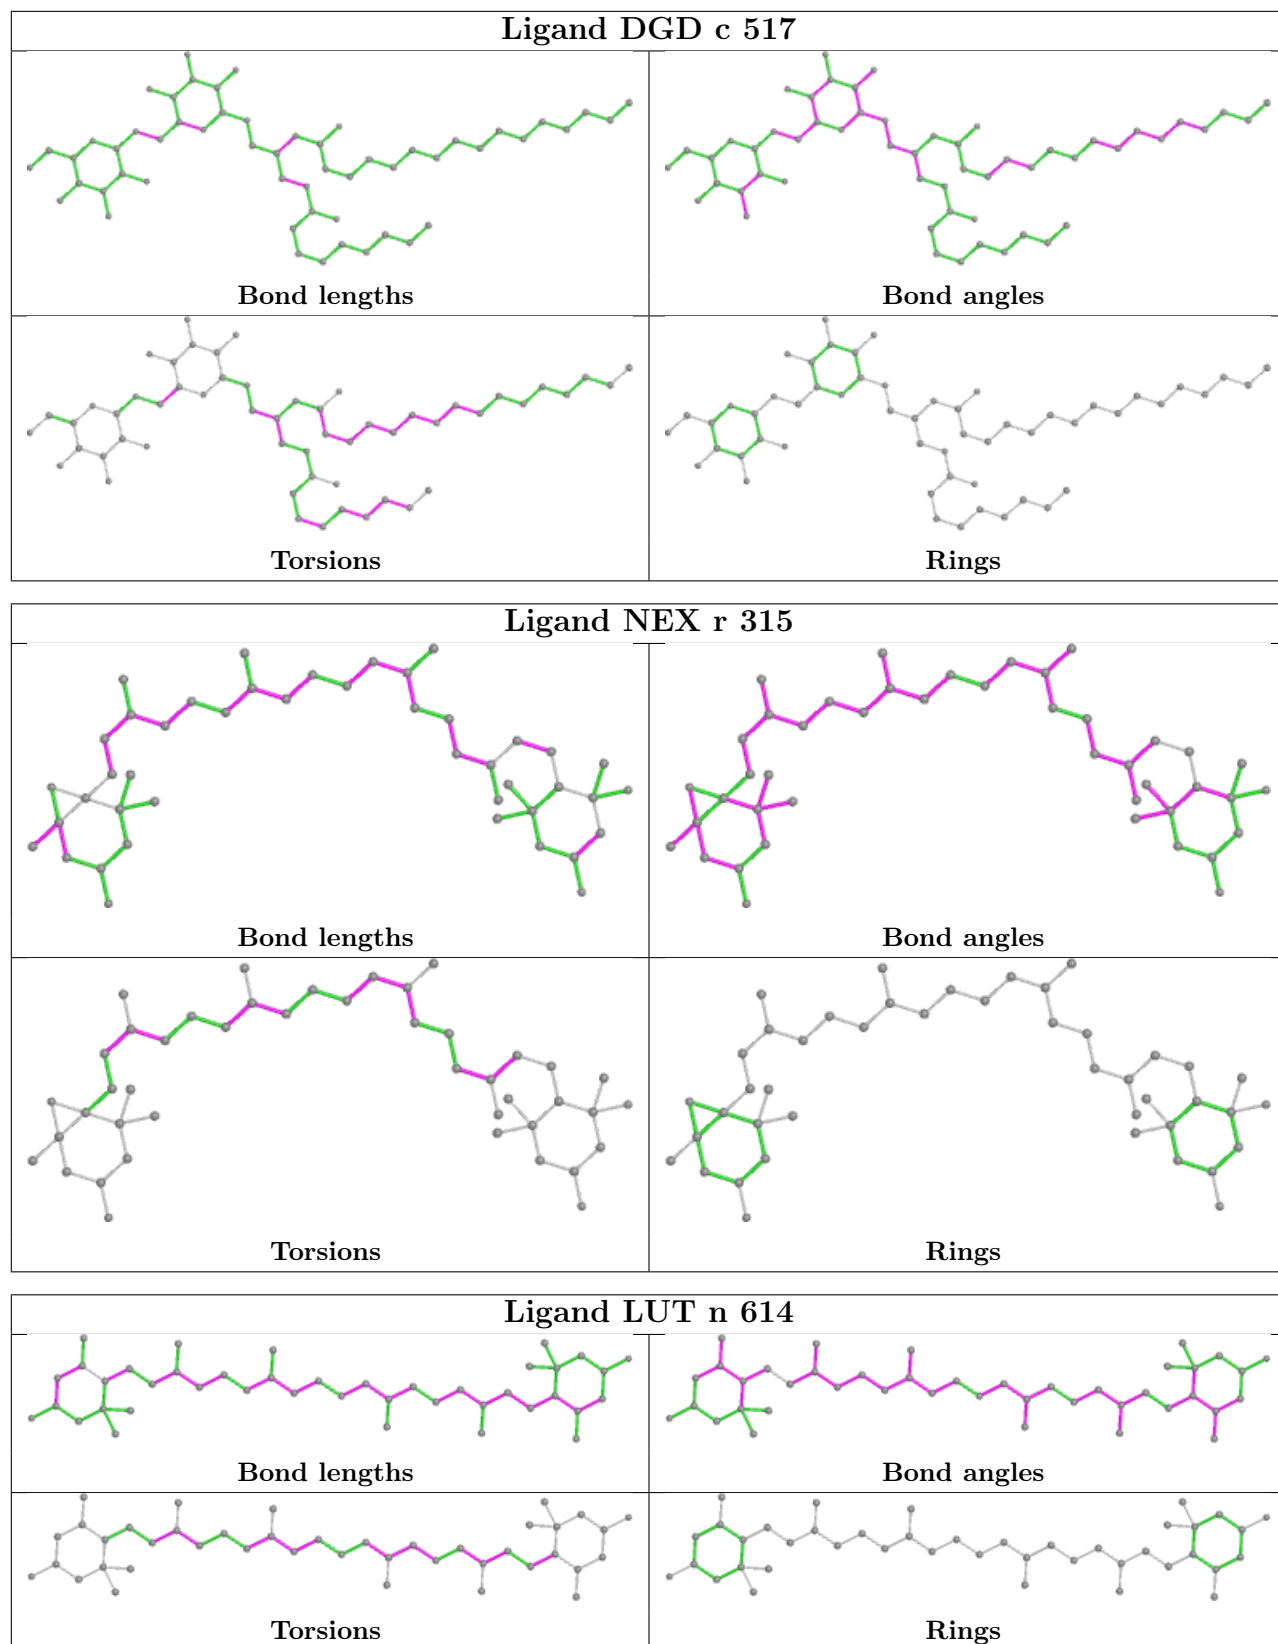 Ligand DGD c 517
Bond lengths
Bond angles
Torsions
Rings
Ligand NEX r 315
Bond lengths
Bond angles
Torsions
Rings
Ligand LUT n 614
Bond lengths
Bond angles
Torsions
Rings